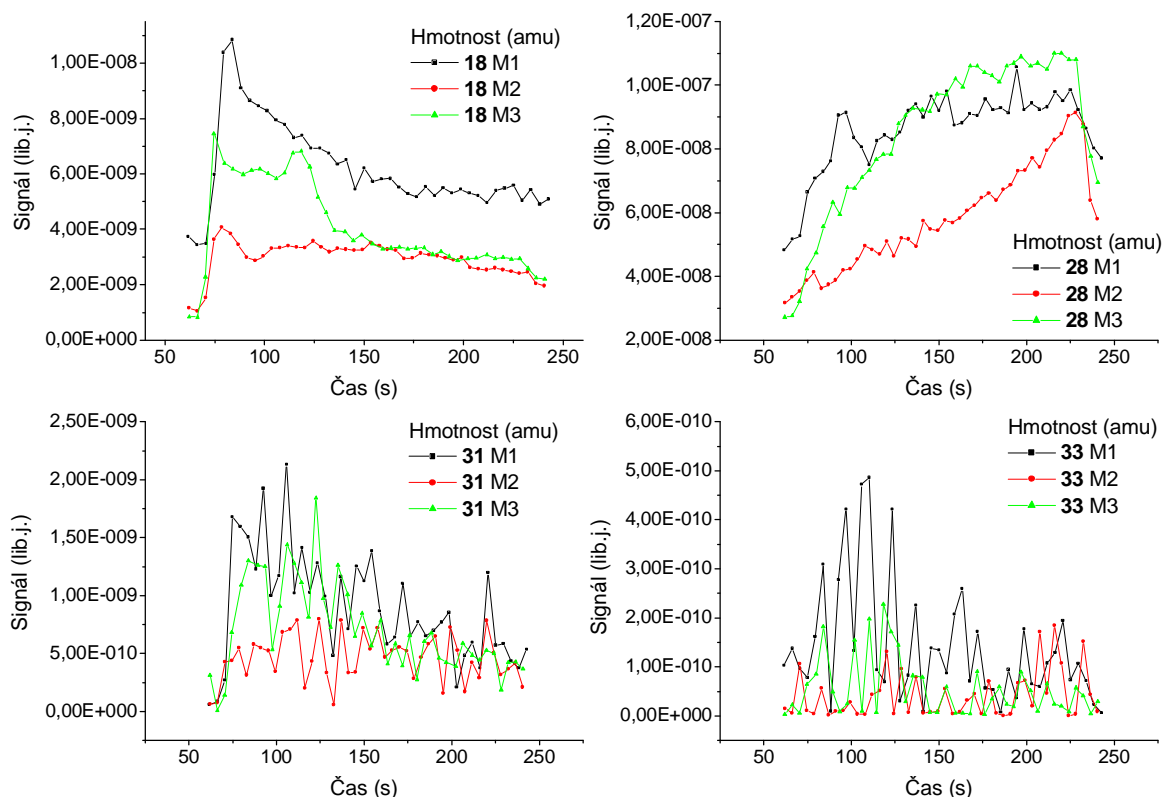 Hmotnost (amu)
18 M1
18 M2
18 M3
1,00E-008
8,00E-009
6,00E-009
4,00E-009
2,00E-009
0,00E+000
Signál (lib.j.)
50 100 150 200 250
Čas (s)
1,20E-007
1,00E-007
8,00E-008
6,00E-008
4,00E-008
2,00E-008
Signál (lib.j.)
Hmotnost (amu)
28 M1
28 M2
28 M3
50 100 150 200 250
Čas (s)
2,50E-009
2,00E-009
1,50E-009
1,00E-009
5,00E-010
0,00E+000
Signál (lib.j.)
Hmotnost (amu)
31 M1
31 M2
31 M3
50 100 150 200 250
Čas (s)
6,00E-010
5,00E-010
4,00E-010
3,00E-010
2,00E-010
1,00E-010
0,00E+000
Signál (lib.j.)
Hmotnost (amu)
33 M1
33 M2
33 M3
50 100 150 200 250
Čas (s)